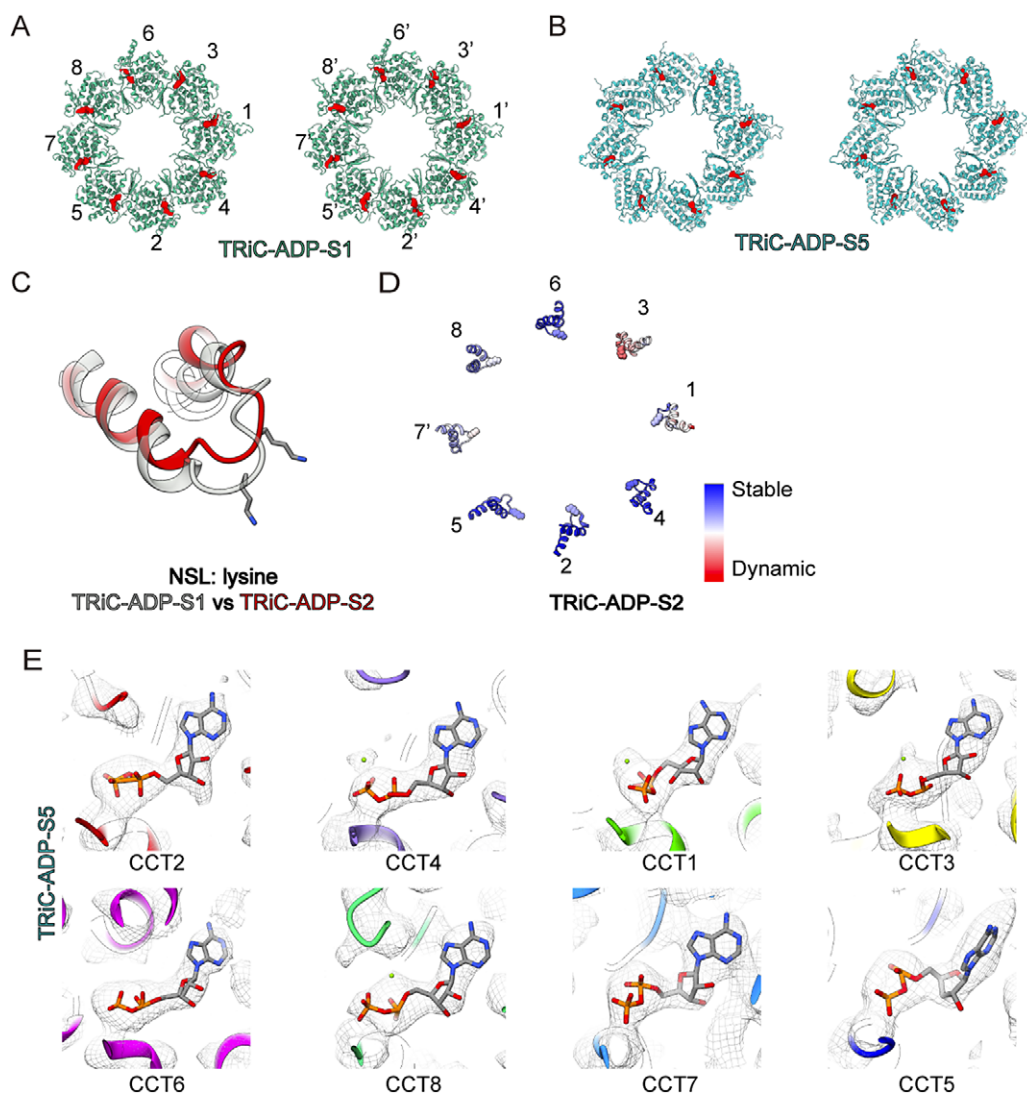 A
6
3
8
1
7
4
5
2
6’
3’
8’
1’
7’
4’
5’
2’
TRiC-ADP-S1
B
TRiC-ADP-S5
C
NSL: lysine
TRiC-ADP-S1 vs TRiC-ADP-S2
D
6
3
8
1
7’
5
4
2
Stable
Dynamic
TRiC-ADP-S2
E
TRiC-ADP-S5
CCT2
CCT4
CCT1
CCT3
CCT6
CCT8
CCT7
CCT5